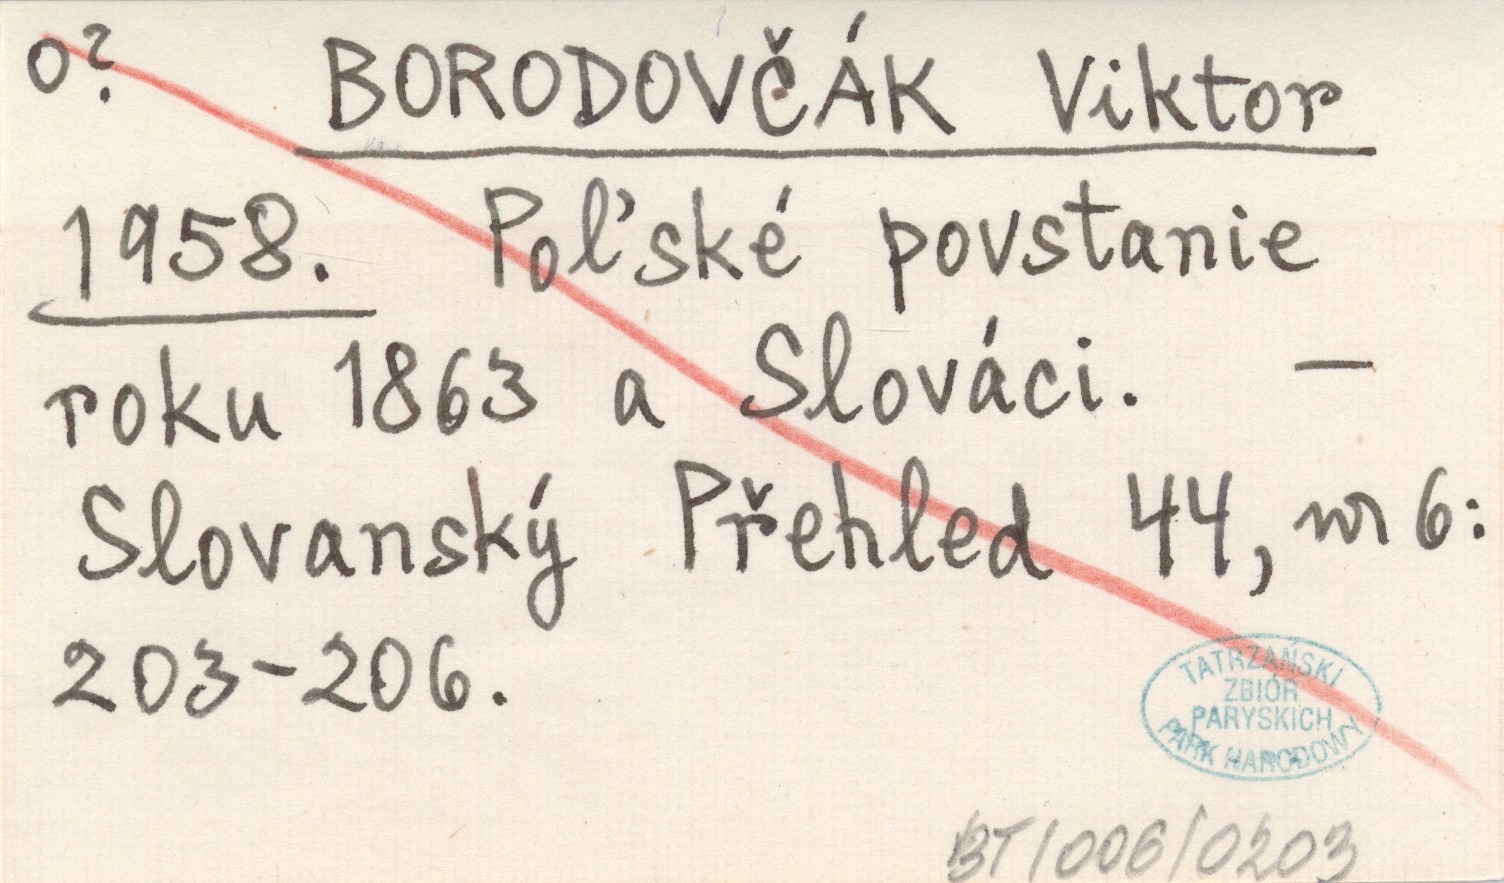 o?
BORODOVČÁK Viktor
1958. Poľské povstanie
roku 1863 a Slováci. –
Slovanský Přehled 44, nr 6:
203-206.
TATRZAŃSKI
ZBIÓR
PARYSKICH
PARK NARODOWY
BT/006/0203